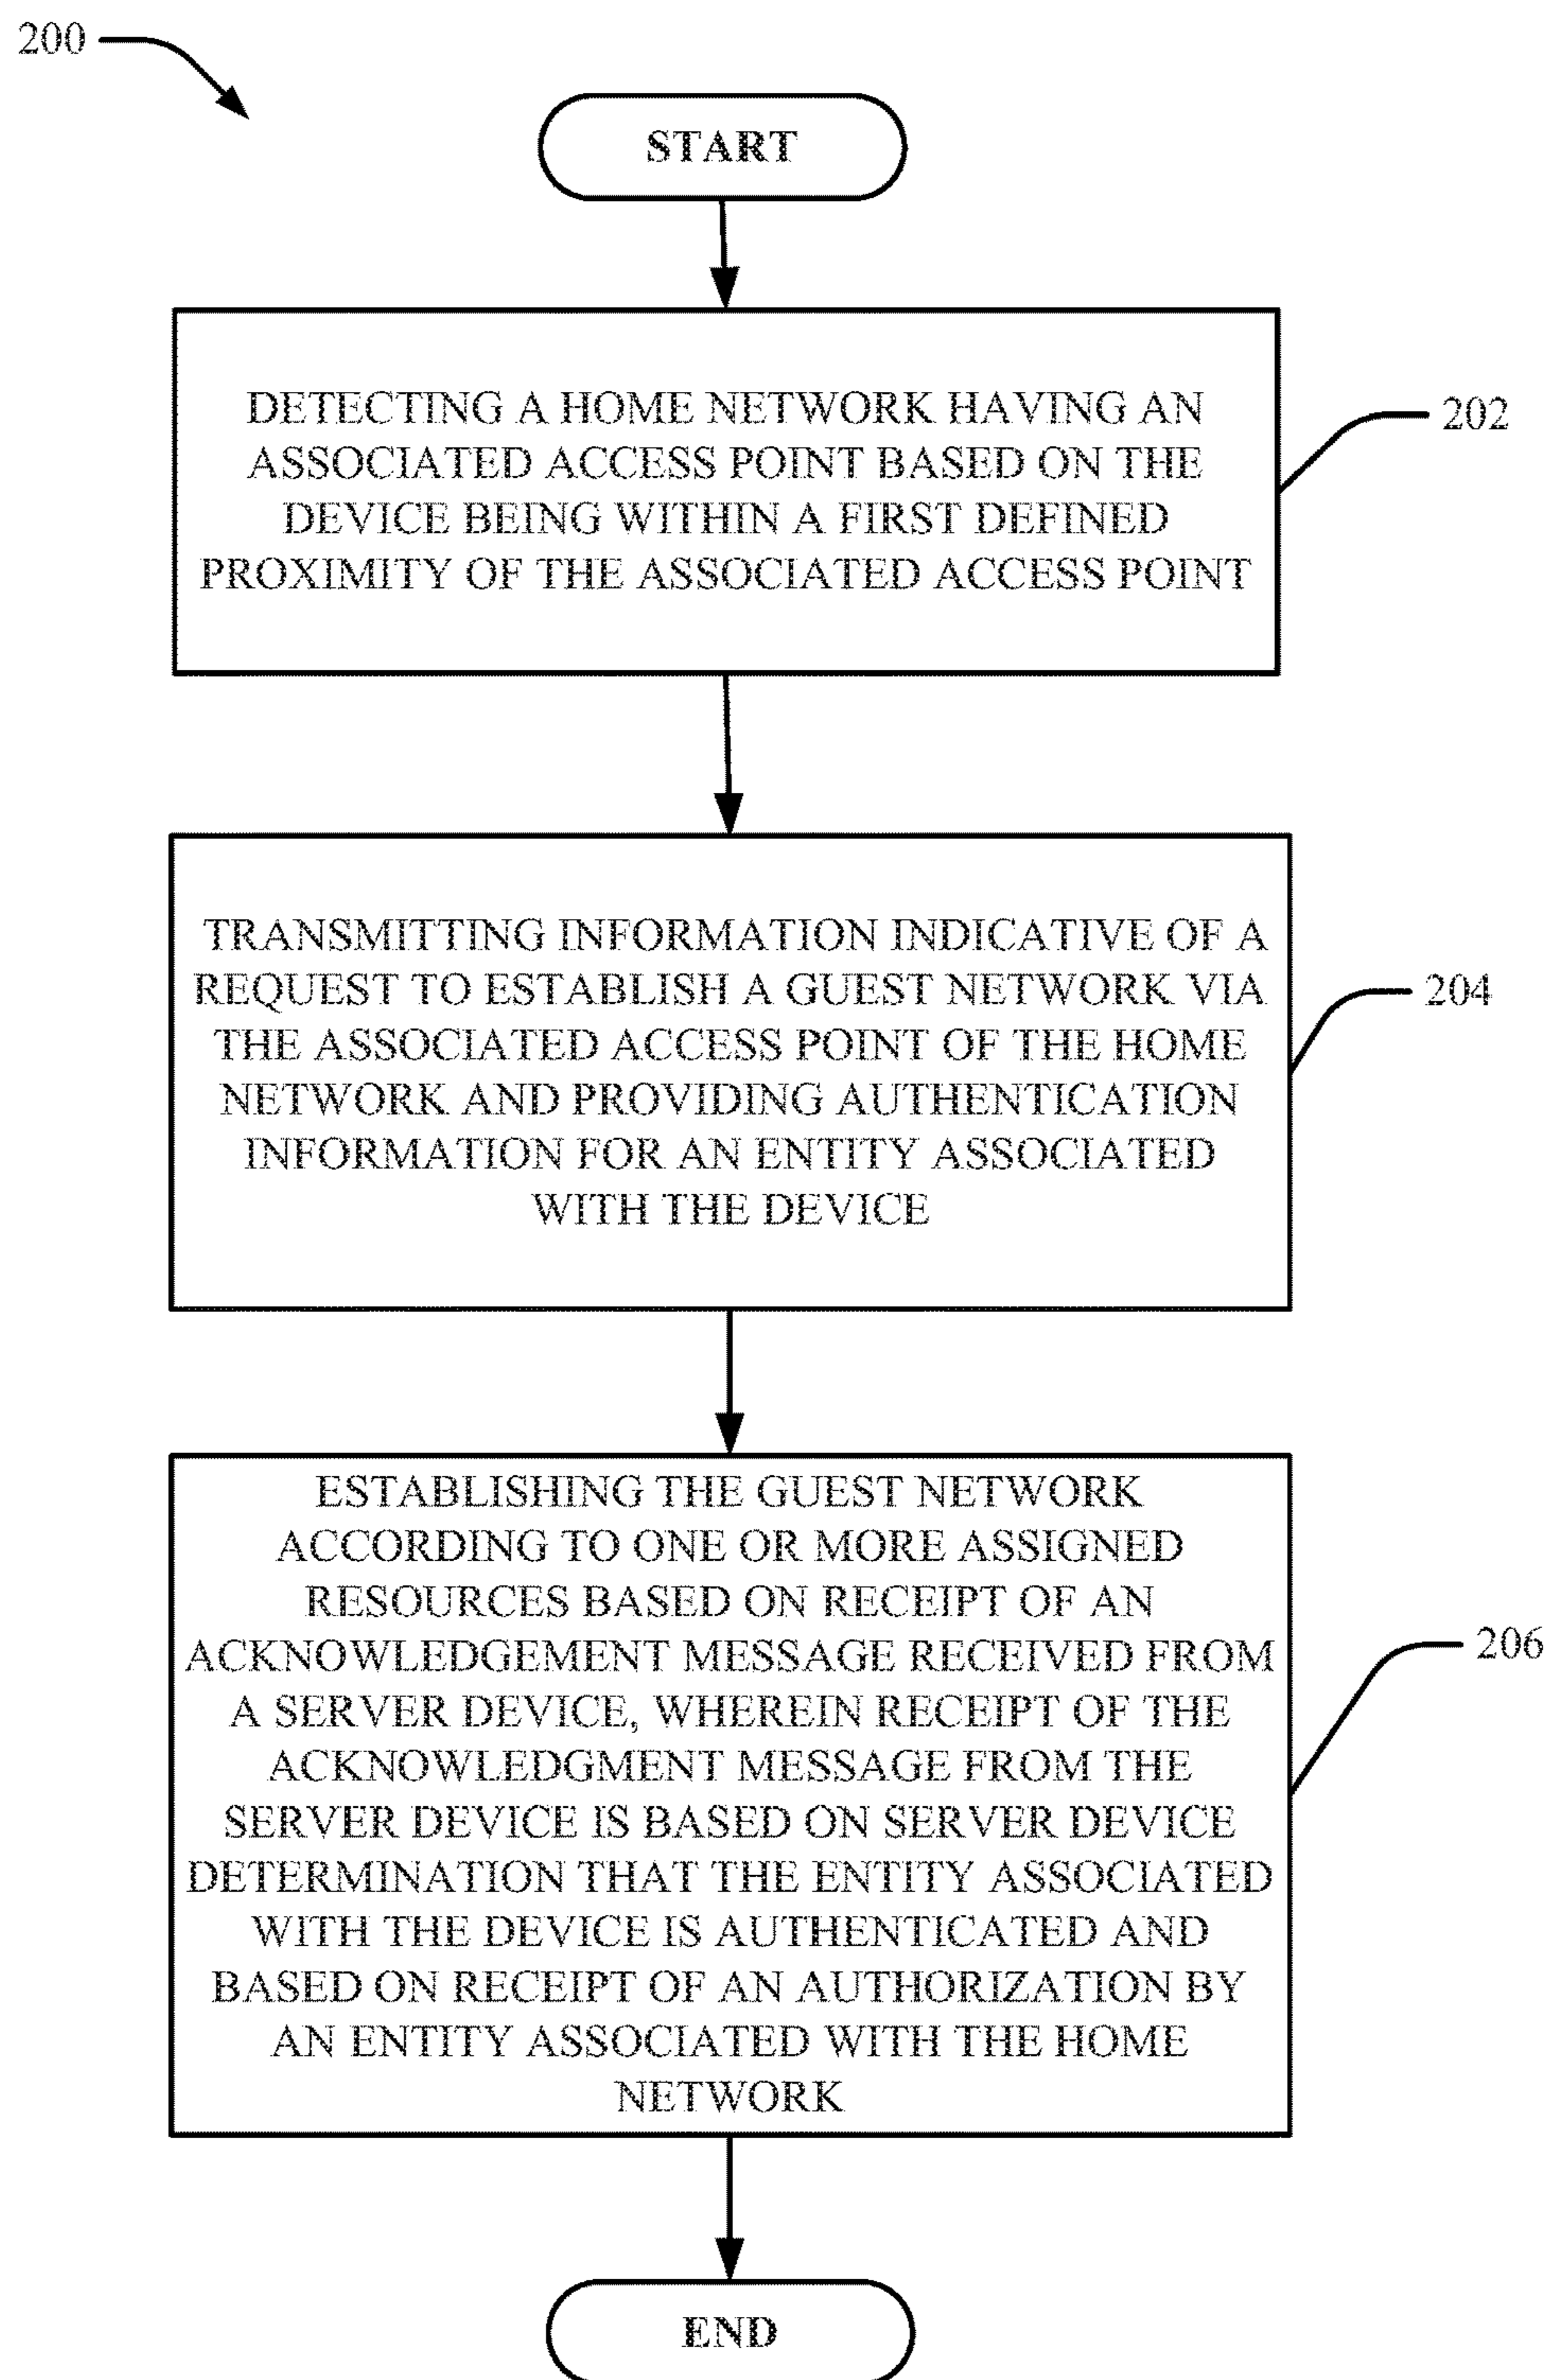 200
START
DETECTING A HOME NETWORK HAVING AN
ASSOCIATED ACCESS POINT BASED ON THE
DEVICE BEING WITHIN A FIRST DEFINED
PROXIMITY OF THE ASSOCIATED ACCESS POINT
202
TRANSMITTING INFORMATION INDICATIVE OF A
REQUEST TO ESTABLISH A GUEST NETWORK VIA
THE ASSOCIATED ACCESS POINT OF THE HOME
NETWORK AND PROVIDING AUTHENTICATION
INFORMATION FOR AN ENTITY ASSOCIATED
WITH THE DEVICE
204
ESTABLISHING THE GUEST NETWORK
ACCORDING TO ONE OR MORE ASSIGNED
RESOURCES BASED ON RECEIPT OF AN
ACKNOWLEDGEMENT MESSAGE RECEIVED FROM
A SERVER DEVICE, WHEREIN RECEIPT OF THE
ACKNOWLEDGMENT MESSAGE FROM THE
SERVER DEVICE IS BASED ON SERVER DEVICE
DETERMINATION THAT THE ENTITY ASSOCIATED
WITH THE DEVICE IS AUTHENTICATED AND
BASED ON RECEIPT OF AN AUTHORIZATION BY
AN ENTITY ASSOCIATED WITH THE HOME
NETWORK
206
END